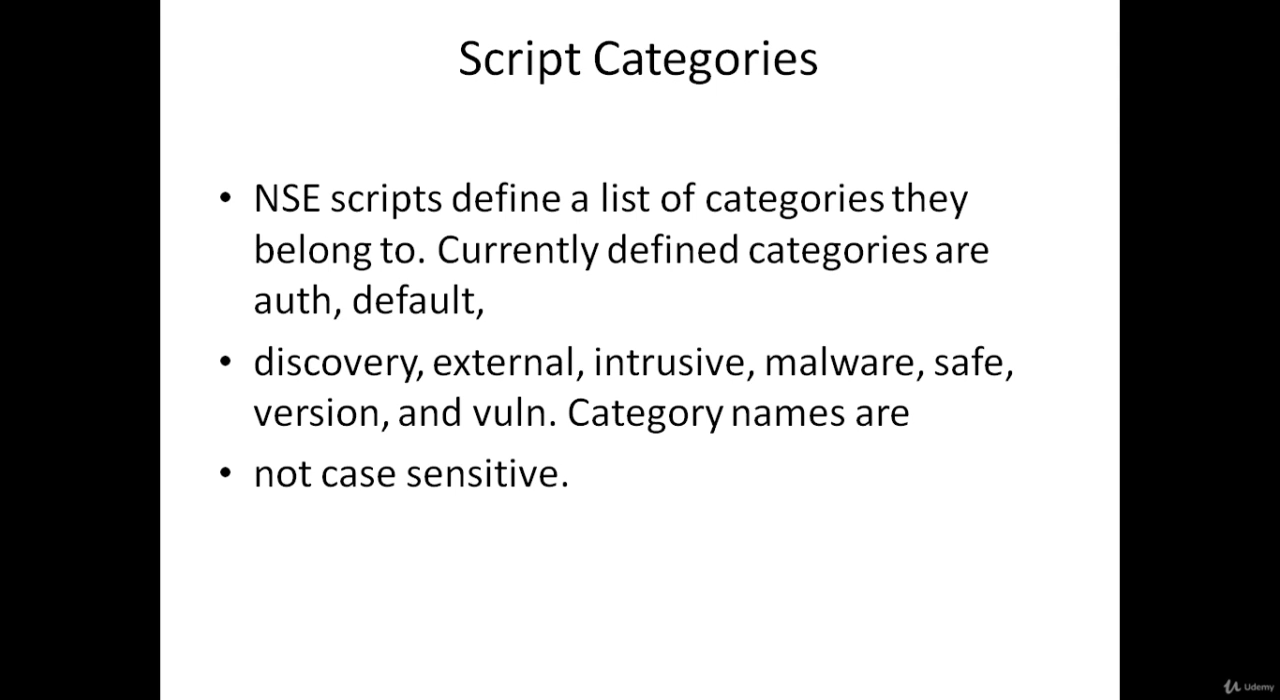 Script Categories
• NSE scripts define a list of categories they
belong to. Currently defined categories are
auth, default,
• discovery, external, intrusive, malware, safe,
version, and vuln. Category names are
• not case sensitive.
Udemy